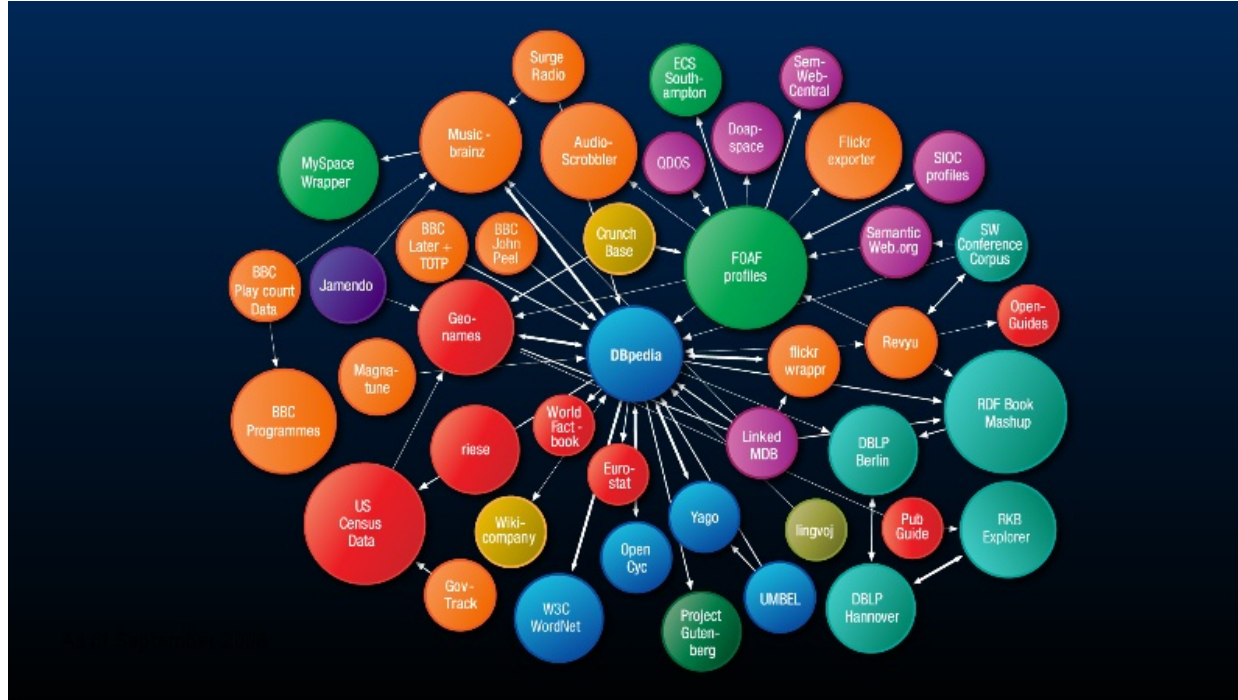 Surge
Radio
ECS
South-
ampton
Sem-
Web-
Central
Music -
brainz
Audio-
Scrobbler
Doap-
space
Flickr
exporter
MySpace
Wrapper
QDOS
SIOC
profiles
BBC
Later +
TOTP
BBC
John
Peel
Crunch
Base
FOAF
profiles
Semantic
Web.org
SW
Conference
Corpus
BBC
Play count
Data
Jamendo
Geo-
names
DBpedia
flickr
wrappr
Revyu
Open-
Guides
Magna-
tune
BBC
Programmes
World
Fact -
book
RDF Book
Mashup
riese
Linked
MDB
DBLP
Berlin
Euro-
stat
US
Census
Data
Wiki-
company
Yago
lingvoj
Pub
Guide
RKB
Explorer
Open
Cyc
Gov-
Track
W3C
WordNet
UMBEL
DBLP
Hannover
Project
Guten-
berg